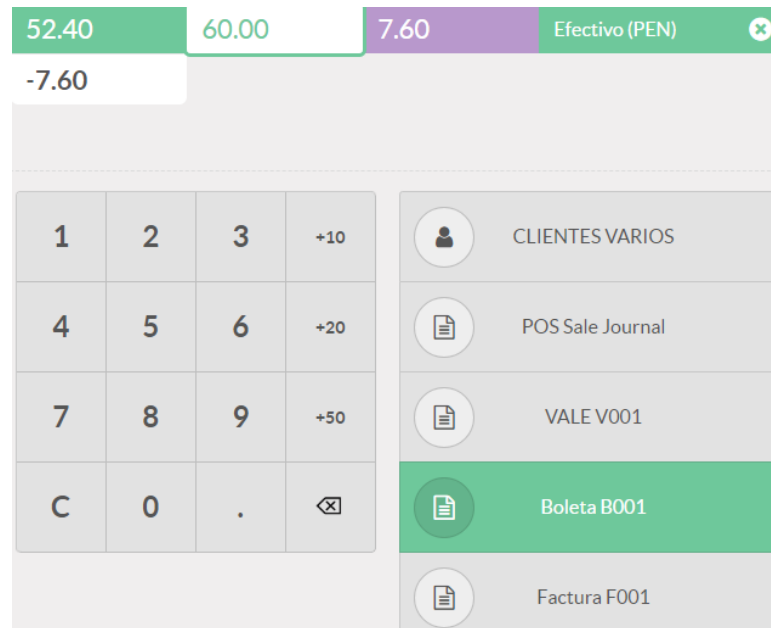 52.40 60.00 7.60 Efectivo (PEN)
-7.60
1 2 3 +10
CLIENTES VARIOS
4 5 6 +20
POS Sale Journal
7 8 9 +50
VALE V001
C 0 .
Boleta B001
Factura F001